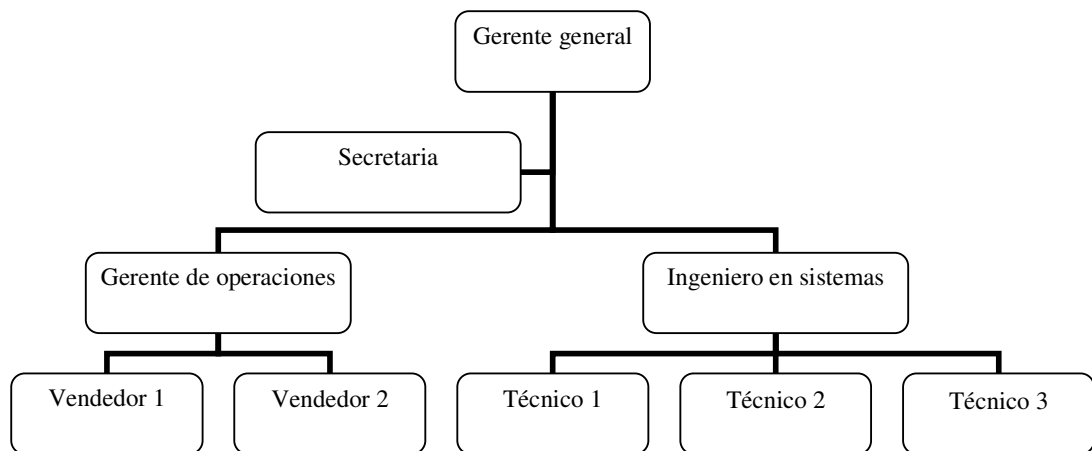 Gerente general
Secretaria
Gerente de operaciones
Ingeniero en sistemas
Vendedor 1
Vendedor 2
Técnico 1
Técnico 2
Técnico 3